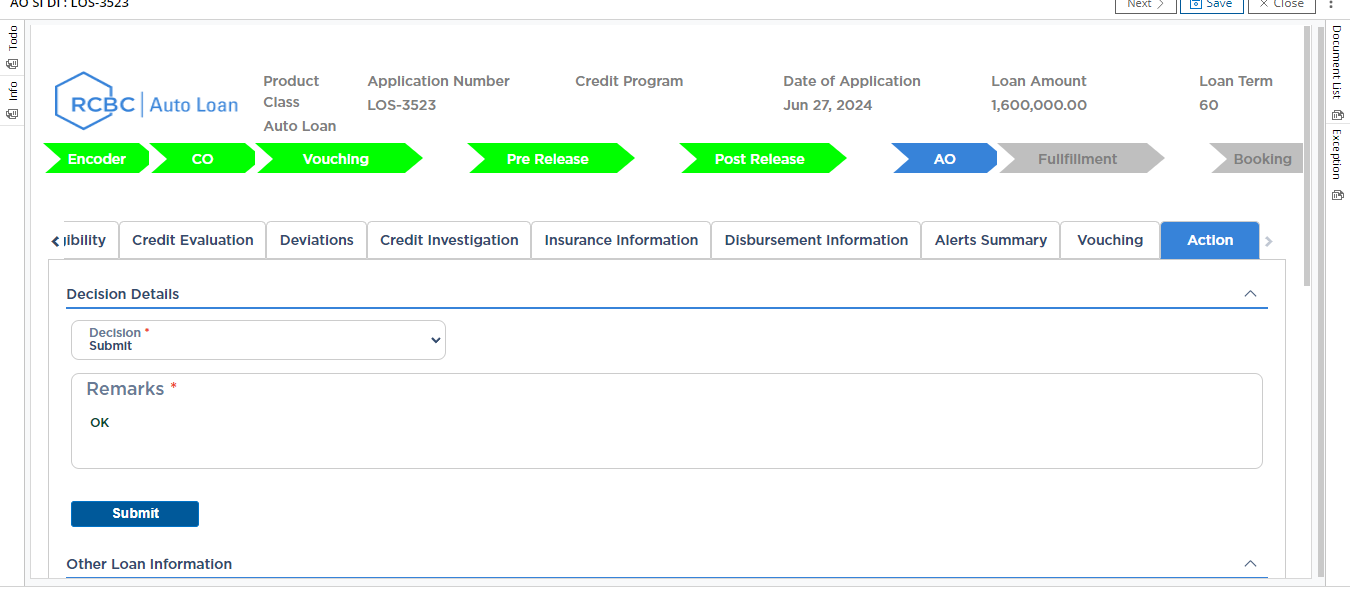 AO SI DI : LOS-3523
Next
Save
Close
Todo
Info
Document List
Exception
RCBC Auto Loan
Product Class
Auto Loan
Application Number
LOS-3523
Credit Program
Date of Application
Jun 27, 2024
Loan Amount
1,600,000.00
Loan Term
60
Encoder
CO
Vouching
Pre Release
Post Release
AO
Fullfillment
Booking
ibility
Credit Evaluation
Deviations
Credit Investigation
Insurance Information
Disbursement Information
Alerts Summary
Vouching
Action
Decision Details
Decision *
Submit
Remarks *
OK
Submit
Other Loan Information